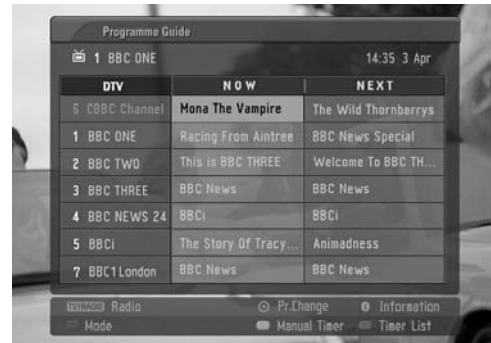 Programme Guide
1 BBC ONE 14:35 3 Apr
DTV NOW NEXT
6 CBBC Channel Mona The Vampire The Wild Thornberrys
1 BBC ONE Racing From Aintree BBC News Special
2 BBC TWO This is BBC THREE Welcome To BBC TH...
3 BBC THREE BBC News BBC News
4 BBC NEWS 24 BBCi BBCi
5 BBCi The Story Of Tracy... Animadness
7 BBC1 London BBC News BBC News
TV/RADIO Radio Pr.Change i Information
Mode Manual Timer Timer List